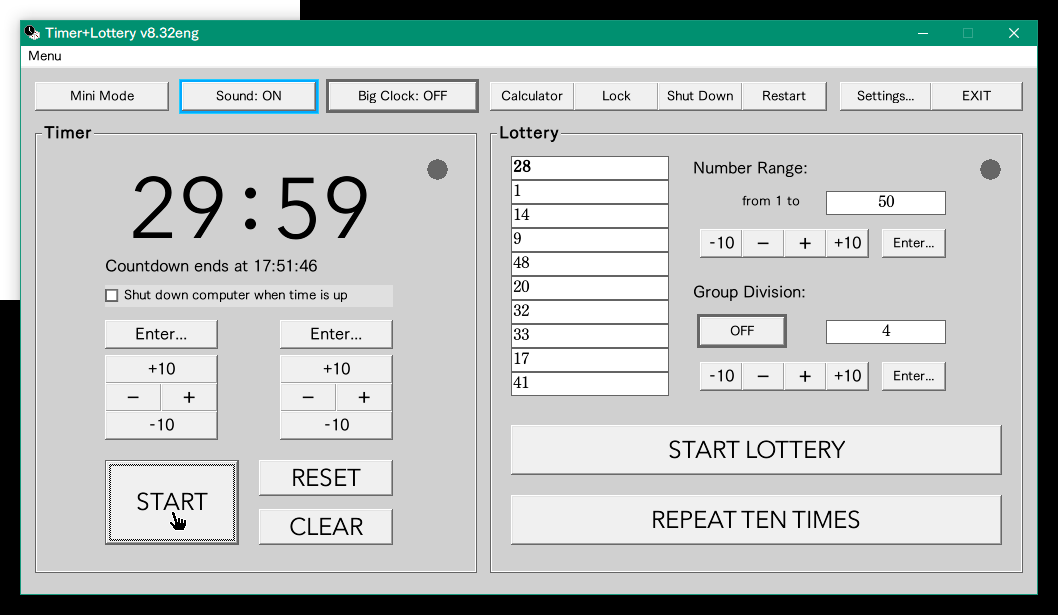 Timer+Lottery v8.32eng
Menu
Mini Mode
Sound: ON
Big Clock: OFF
Calculator
Lock
Shut Down
Restart
Settings...
EXIT
Timer
29:59
Countdown ends at 17:51:46
Shut down computer when time is up
Enter...
Enter...
+10
+10
− +
− +
-10
-10
START
RESET
CLEAR
Lottery
28
1
14
9
48
20
32
33
17
41
Number Range:
from 1 to
50
-10 − + +10
Enter...
Group Division:
OFF
4
-10 − + +10
Enter...
START LOTTERY
REPEAT TEN TIMES